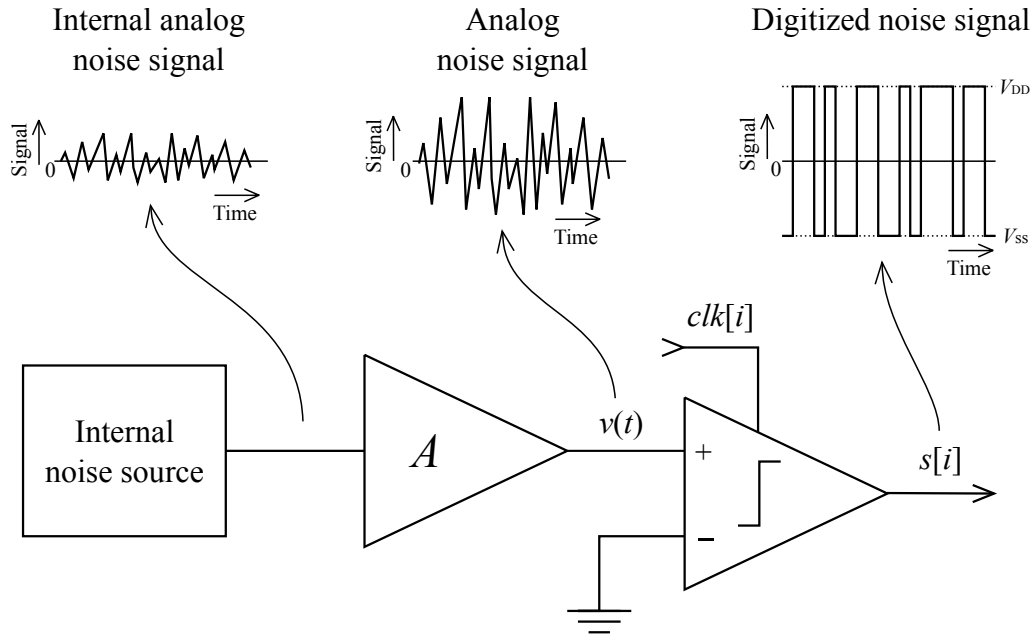 Internal analog
noise signal
Analog
noise signal
Digitized noise signal
Signal
0
Time
Signal
0
Time
Signal
0
V_DD
V_SS
Time
clk[i]
Internal
noise source
A
v(t)
+
−
s[i]